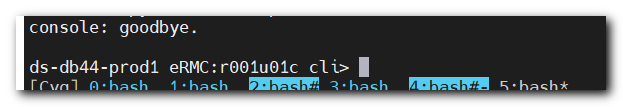 console: goodbye.
ds-db44-prod1 eRMC:r001u01c cli>
[Cyg] 0:bash 1:bash 2:bash# 3:bash 4:bash#- 5:bash*